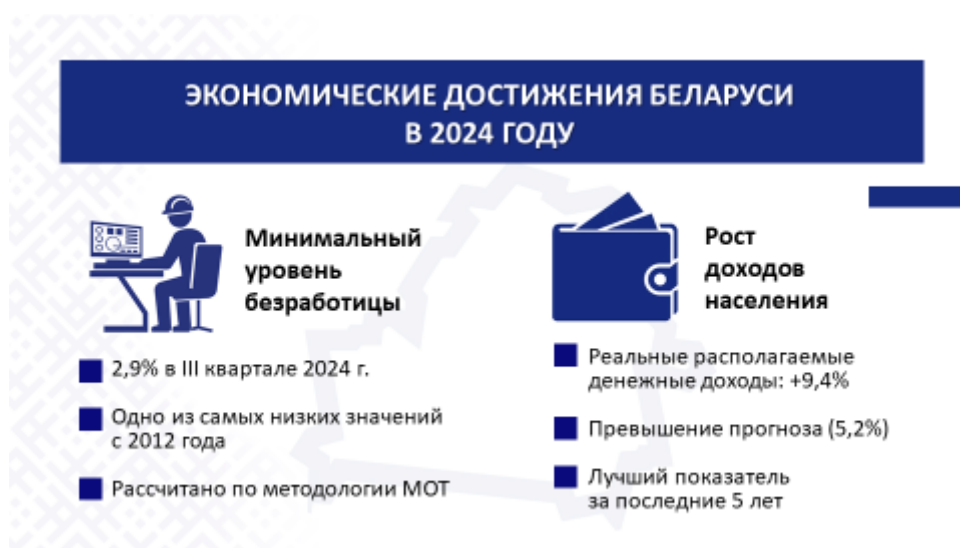 ЭКОНОМИЧЕСКИЕ ДОСТИЖЕНИЯ БЕЛАРУСИ
В 2024 ГОДУ
Минимальный
уровень
безработицы
2,9% в III квартале 2024 г.
Одно из самых низких значений
с 2012 года
Рассчитано по методологии МОТ
Рост
доходов
населения
Реальные располагаемые
денежные доходы: +9,4%
Превышение прогноза (5,2%)
Лучший показатель
за последние 5 лет